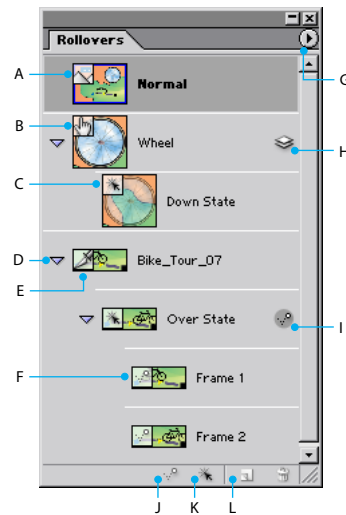 Rollovers
A
Normal
G
B
Wheel
H
C
Down State
D
Bike_Tour_07
E
Over State
I
F
Frame 1
Frame 2
J
K
L